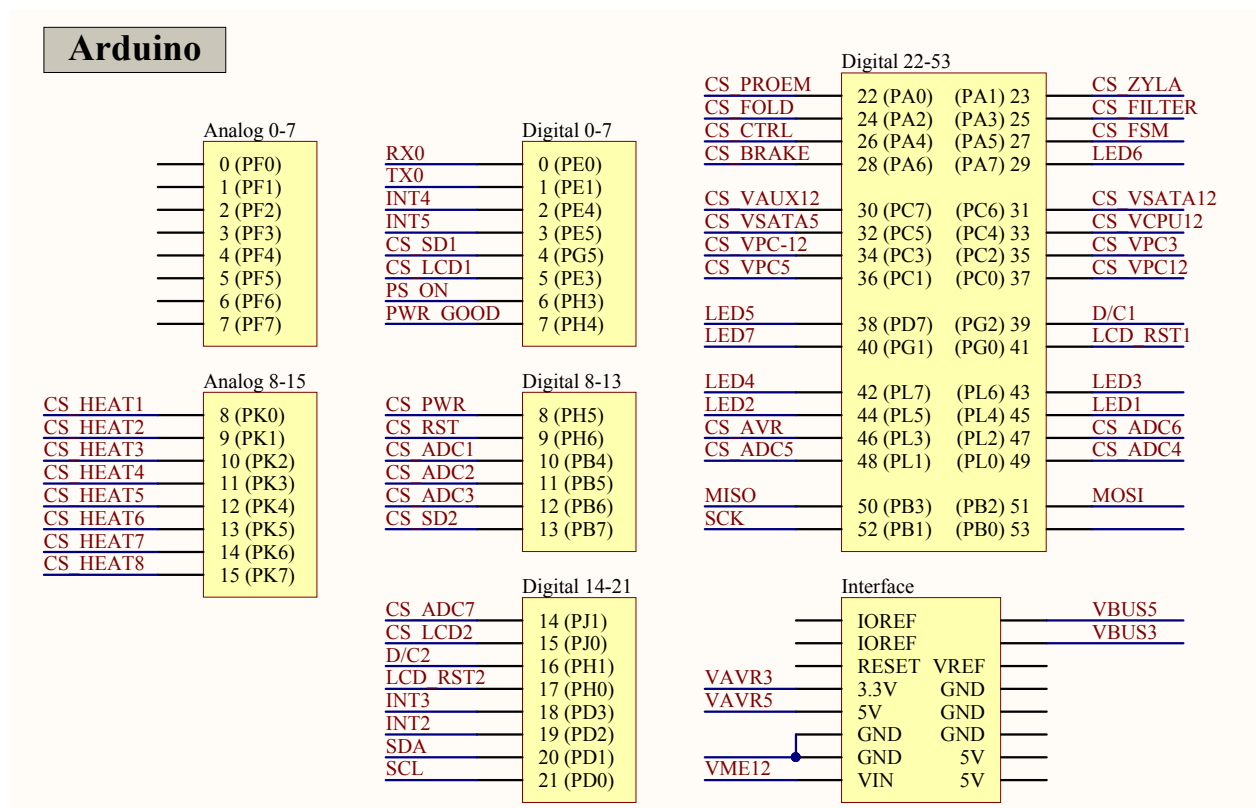 Arduino
Analog 0-7
0 (PF0)
1 (PF1)
2 (PF2)
3 (PF3)
4 (PF4)
5 (PF5)
6 (PF6)
7 (PF7)
Analog 8-15
CS_HEAT1 8 (PK0)
CS_HEAT2 9 (PK1)
CS_HEAT3 10 (PK2)
CS_HEAT4 11 (PK3)
CS_HEAT5 12 (PK4)
CS_HEAT6 13 (PK5)
CS_HEAT7 14 (PK6)
CS_HEAT8 15 (PK7)
Digital 0-7
RX0 0 (PE0)
TX0 1 (PE1)
INT4 2 (PE4)
INT5 3 (PE5)
CS_SD1 4 (PG5)
CS_LCD1 5 (PE3)
PS_ON 6 (PH3)
PWR_GOOD 7 (PH4)
Digital 8-13
CS_PWR 8 (PH5)
CS_RST 9 (PH6)
CS_ADC1 10 (PB4)
CS_ADC2 11 (PB5)
CS_ADC3 12 (PB6)
CS_SD2 13 (PB7)
Digital 14-21
CS_ADC7 14 (PJ1)
CS_LCD2 15 (PJ0)
D/C2 16 (PH1)
LCD_RST2 17 (PH0)
INT3 18 (PD3)
INT2 19 (PD2)
SDA 20 (PD1)
SCL 21 (PD0)
Digital 22-53
CS_PROEM 22 (PA0) (PA1) 23 CS_ZYLA
CS_FOLD 24 (PA2) (PA3) 25 CS_FILTER
CS_CTRL 26 (PA4) (PA5) 27 CS_FSM
CS_BRAKE 28 (PA6) (PA7) 29 LED6
CS_VAUX12 30 (PC7) (PC6) 31 CS_VSATA12
CS_VSATA5 32 (PC5) (PC4) 33 CS_VCPU12
CS_VPC-12 34 (PC3) (PC2) 35 CS_VPC3
CS_VPC5 36 (PC1) (PC0) 37 CS_VPC12
LED5 38 (PD7) (PG2) 39 D/C1
LED7 40 (PG1) (PG0) 41 LCD_RST1
LED4 42 (PL7) (PL6) 43 LED3
LED2 44 (PL5) (PL4) 45 LED1
CS_AVR 46 (PL3) (PL2) 47 CS_ADC6
CS_ADC5 48 (PL1) (PL0) 49 CS_ADC4
MISO 50 (PB3) (PB2) 51 MOSI
SCK 52 (PB1) (PB0) 53
Interface
IOREF VBUS5
IOREF VBUS3
RESET VREF
VAVR3 3.3V GND
VAVR5 5V GND
GND GND
GND 5V
VME12 VIN 5V